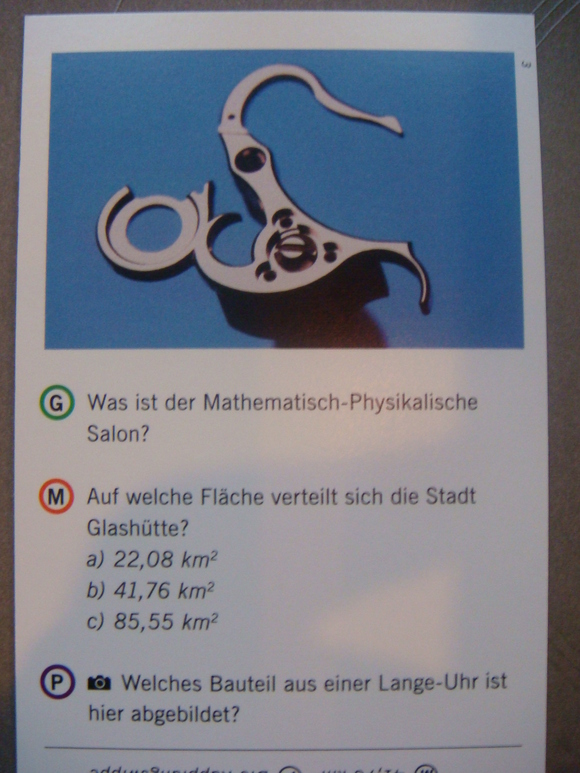 3
G Was ist der Mathematisch-Physikalische
Salon?
M Auf welche Fläche verteilt sich die Stadt
Glashütte?
a) 22,08 km²
b) 41,76 km²
c) 85,55 km²
P Welches Bauteil aus einer Lange-Uhr ist
hier abgebildet?